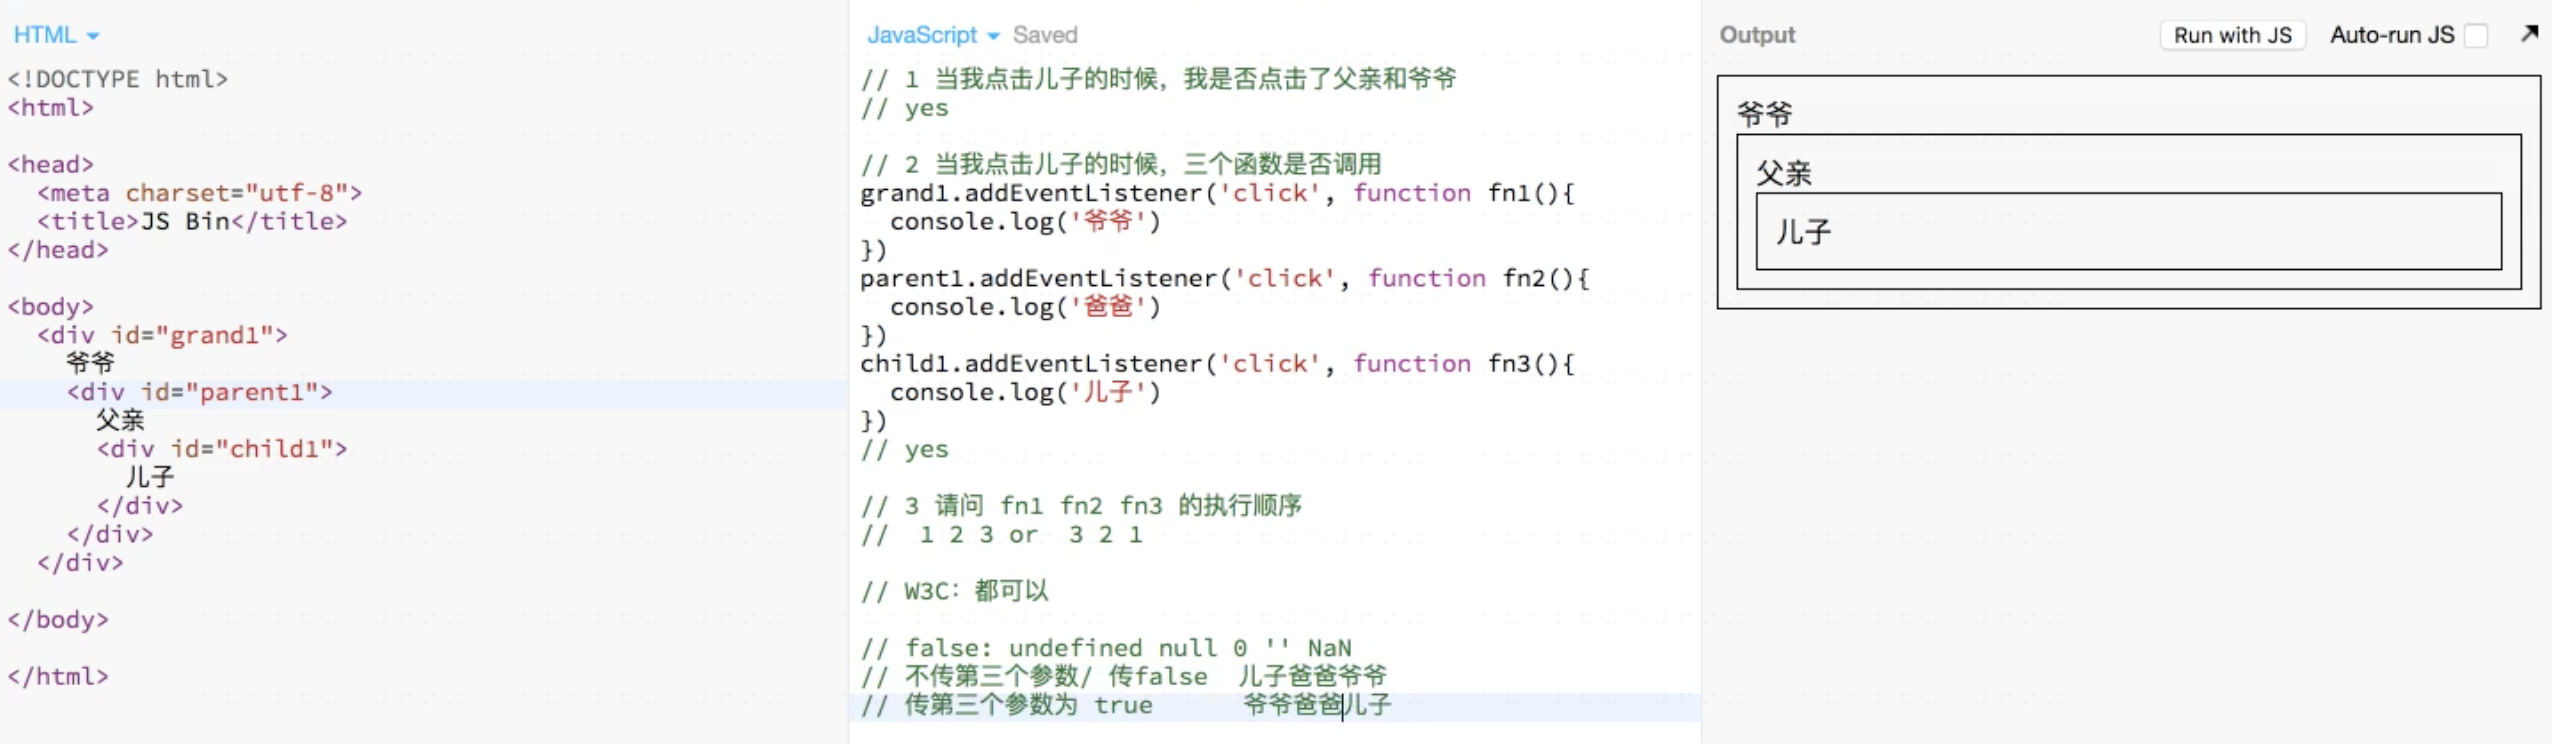 HTML
<!DOCTYPE html>
<html>
<head>
<meta charset="utf-8">
<title>JS Bin</title>
</head>
<body>
<div id="grand1">
爷爷
<div id="parent1">
父亲
<div id="child1">
儿子
</div>
</div>
</div>
</body>
</html>
JavaScript Saved
// 1 当我点击儿子的时候，我是否点击了父亲和爷爷
// yes
// 2 当我点击儿子的时候，三个函数是否调用
grand1.addEventListener('click', function fn1(){
console.log('爷爷')
})
parent1.addEventListener('click', function fn2(){
console.log('爸爸')
})
child1.addEventListener('click', function fn3(){
console.log('儿子')
})
// yes
// 3 请问 fn1 fn2 fn3 的执行顺序
// 1 2 3 or 3 2 1
// W3C：都可以
// false: undefined null 0 '' NaN
// 不传第三个参数/ 传false 儿子爸爸爷爷
// 传第三个参数为 true 爷爷爸爸儿子
Output Run with JS Auto-run JS
爷爷
父亲
儿子